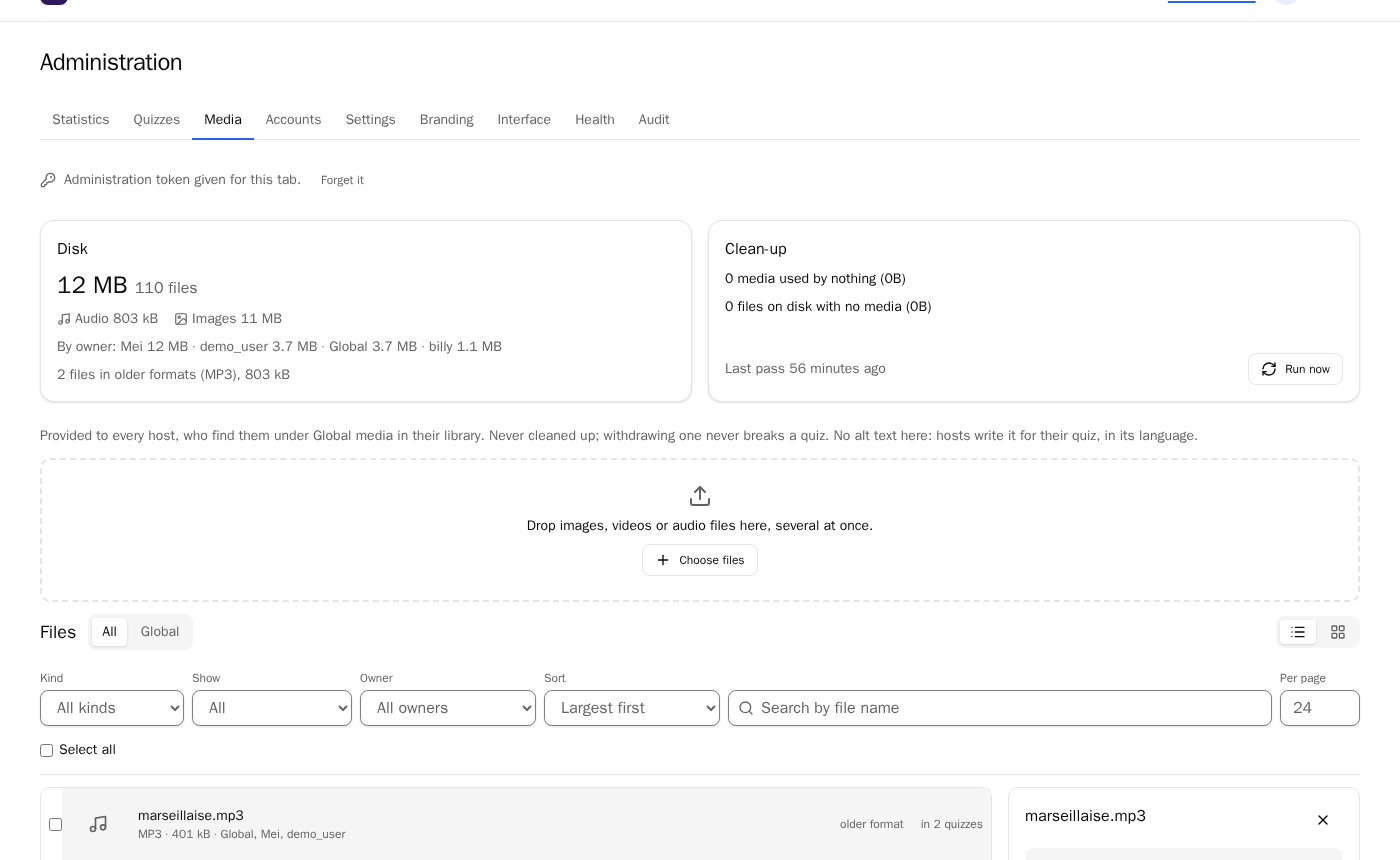 Administration
Statistics Quizzes Media Accounts Settings Branding Interface Health Audit
Administration token given for this tab. Forget it
Disk
12 MB 110 files
Audio 803 kB Images 11 MB
By owner: Mei 12 MB · demo_user 3.7 MB · Global 3.7 MB · billy 1.1 MB
2 files in older formats (MP3), 803 kB
Clean-up
0 media used by nothing (0B)
0 files on disk with no media (0B)
Last pass 56 minutes ago Run now
Provided to every host, who find them under Global media in their library. Never cleaned up; withdrawing one never breaks a quiz. No alt text here: hosts write it for their quiz, in its language.
Drop images, videos or audio files here, several at once.
Choose files
Files All Global
Kind Show Owner Sort Per page
All kinds All All owners Largest first Search by file name 24
Select all
marseillaise.mp3
MP3 · 401 kB · Global, Mei, demo_user
older format in 2 quizzes
marseillaise.mp3